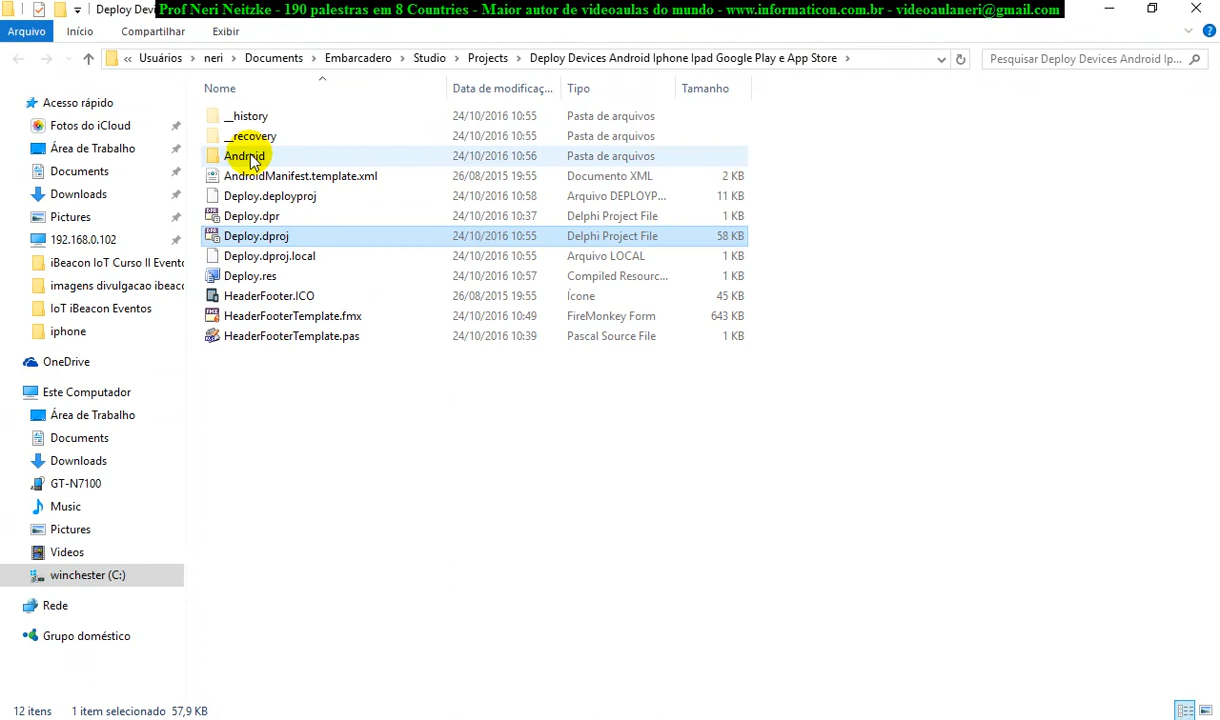 Deploy Devi
Prof Neri Neitzke - 190 palestras em 8 Countries - Maior autor de videoaulas do mundo - www.informaticon.com.br - videoaulaneri@gmail.com
Arquivo Início Compartilhar Exibir
« Usuários › neri › Documents › Embarcadero › Studio › Projects › Deploy Devices Android Iphone Ipad Google Play e App Store ›
Pesquisar Deploy Devices Android Ip...
Nome Data de modificaç... Tipo Tamanho
Acesso rápido
Fotos do iCloud
Área de Trabalho
Documents
Downloads
Pictures
192.168.0.102
iBeacon IoT Curso II Evento
imagens divulgacao ibeaco
IoT iBeacon Eventos
iphone
OneDrive
Este Computador
Área de Trabalho
Documents
Downloads
GT-N7100
Music
Pictures
Videos
winchester (C:)
Rede
Grupo doméstico
__history 24/10/2016 10:55 Pasta de arquivos
__recovery 24/10/2016 10:55 Pasta de arquivos
Android 24/10/2016 10:56 Pasta de arquivos
AndroidManifest.template.xml 26/08/2015 19:55 Documento XML 2 KB
Deploy.deployproj 24/10/2016 10:58 Arquivo DEPLOYP... 11 KB
Deploy.dpr 24/10/2016 10:37 Delphi Project File 1 KB
Deploy.dproj 24/10/2016 10:55 Delphi Project File 58 KB
Deploy.dproj.local 24/10/2016 10:55 Arquivo LOCAL 1 KB
Deploy.res 24/10/2016 10:57 Compiled Resourc... 1 KB
HeaderFooter.ICO 26/08/2015 19:55 Ícone 45 KB
HeaderFooterTemplate.fmx 24/10/2016 10:49 FireMonkey Form 643 KB
HeaderFooterTemplate.pas 24/10/2016 10:39 Pascal Source File 1 KB
12 itens 1 item selecionado 57,9 KB